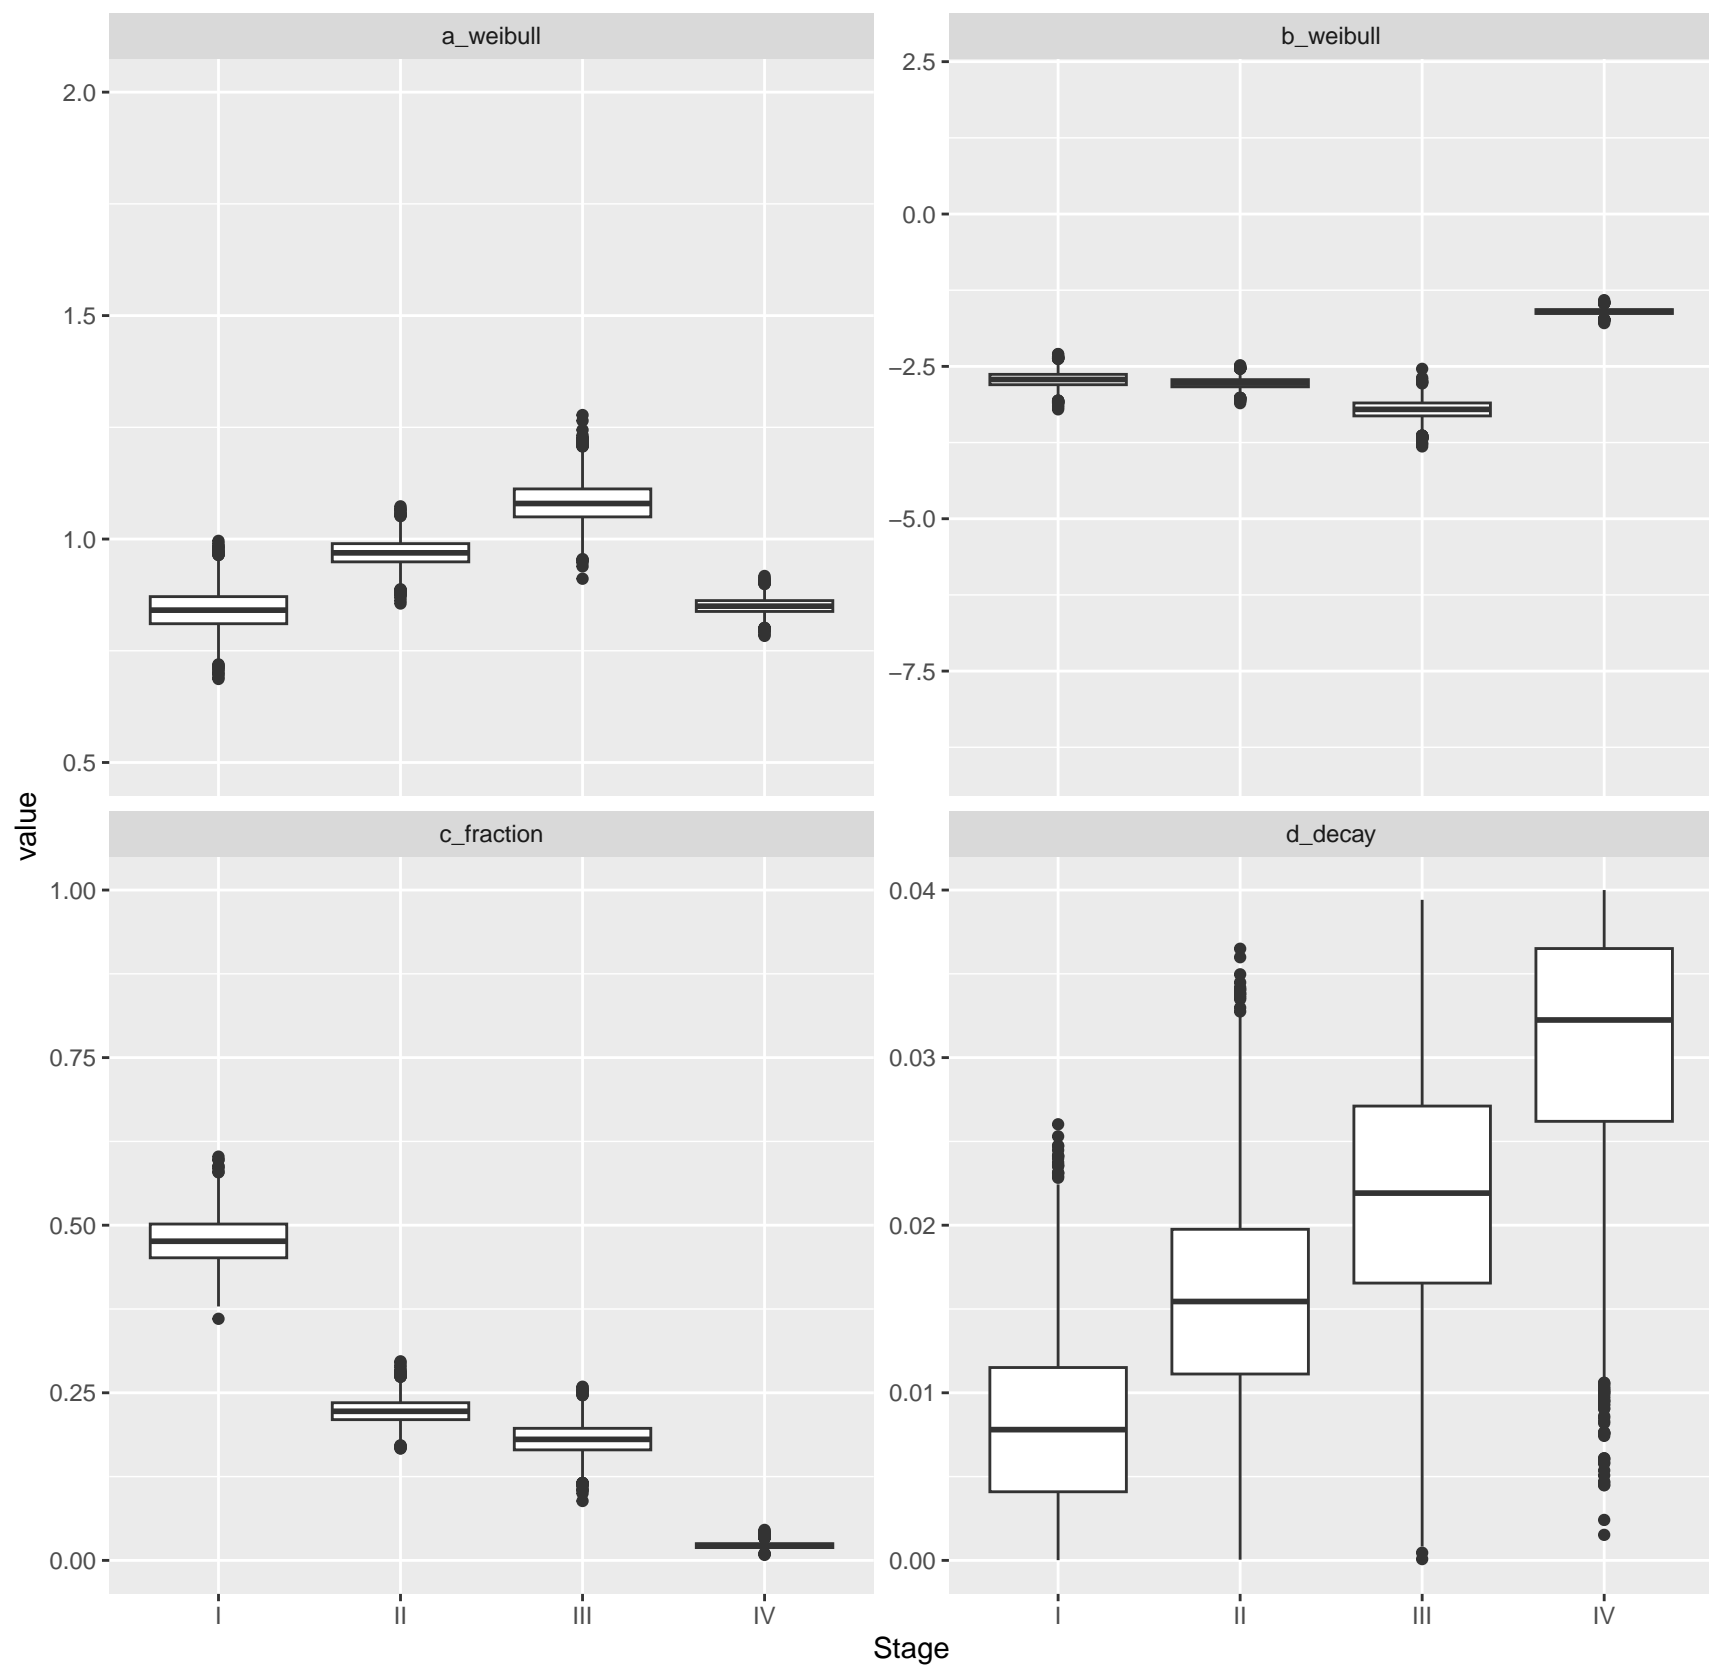 a_weibull
b_weibull
2.0
1.5
1.0
0.5
2.5
0.0
−2.5
−5.0
−7.5
value
c_fraction
d_decay
1.00
0.75
0.50
0.25
0.00
0.04
0.03
0.02
0.01
0.00
I II III IV
I II III IV
Stage